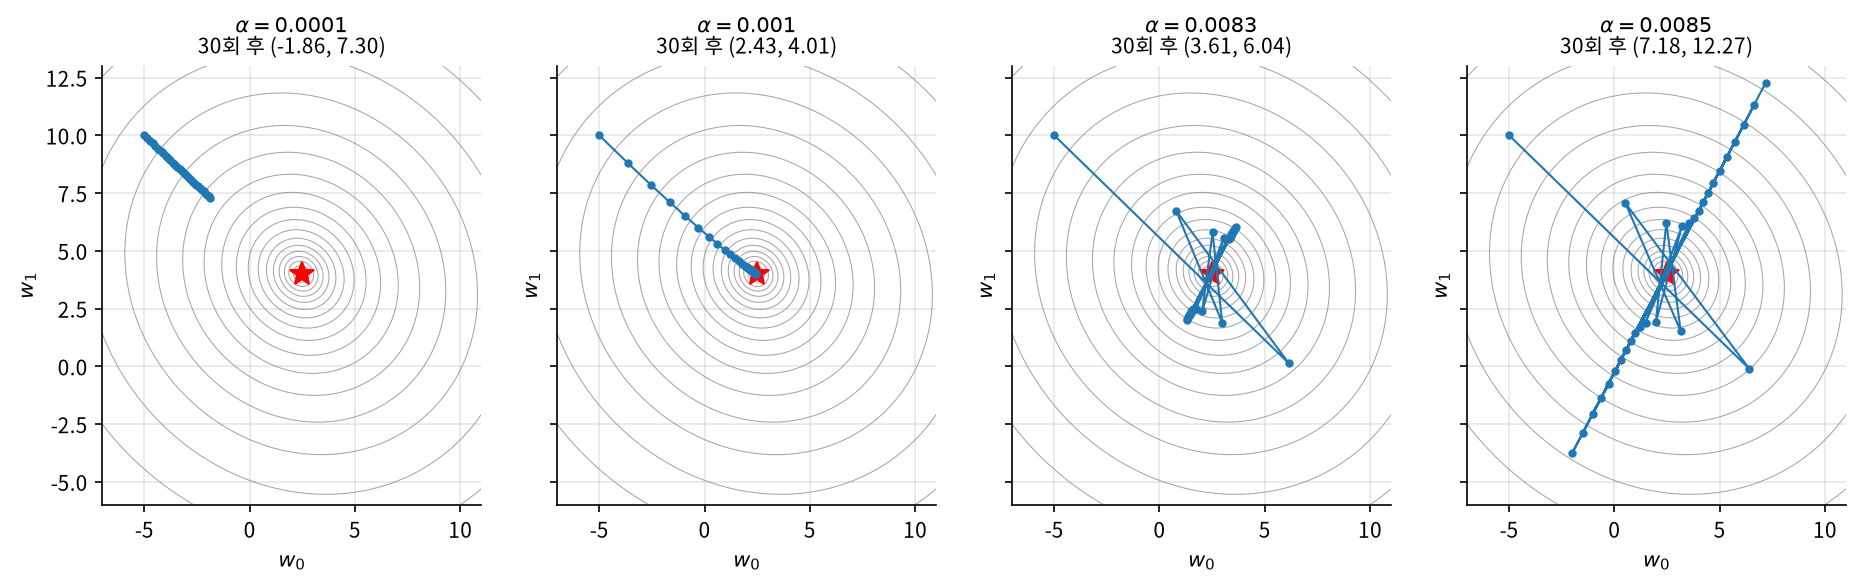 α = 0.0001
30회 후 (-1.86, 7.30)
α = 0.001
30회 후 (2.43, 4.01)
α = 0.0083
30회 후 (3.61, 6.04)
α = 0.0085
30회 후 (7.18, 12.27)
12.5
10.0
7.5
5.0
2.5
0.0
-2.5
-5.0
w₁
w₁
w₁
w₁
-5 0 5 10
-5 0 5 10
-5 0 5 10
-5 0 5 10
w₀
w₀
w₀
w₀